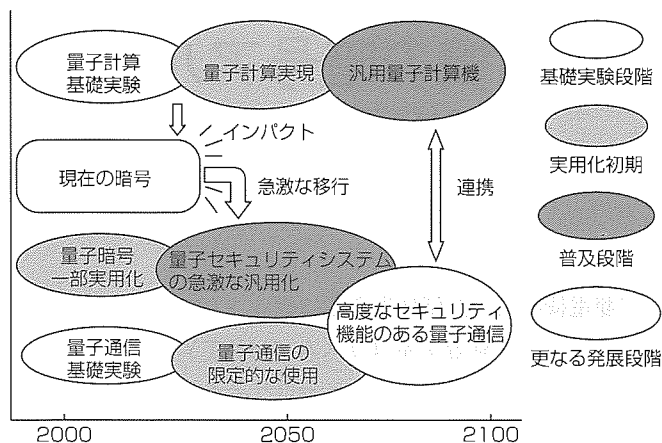 量子計算
基礎実験
量子計算実現
汎用量子計算機
インパクト
現在の暗号
急激な移行
連携
量子暗号
一部実用化
量子セキュリティシステム
の急激な汎用化
高度なセキュリティ
機能のある量子通信
量子通信
基礎実験
量子通信の
限定的な使用
2000
2050
2100
基礎実験段階
実用化初期
普及段階
更なる発展段階